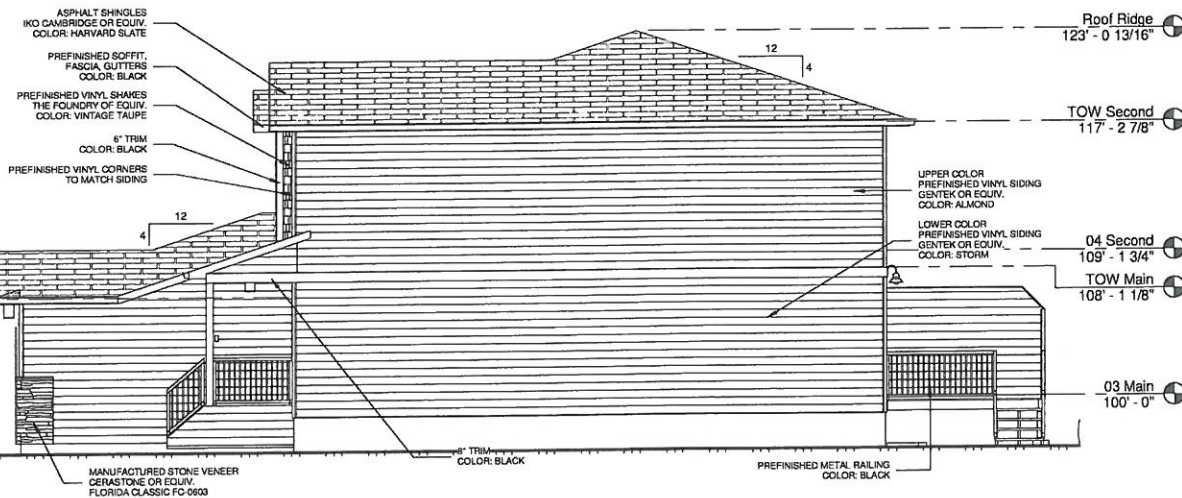 ASPHALT SHINGLES
IKO CAMBRIDGE OR EQUIV.
COLOR: HARVARD SLATE
PREFINISHED SOFFIT,
FASCIA, GUTTERS
COLOR: BLACK
PREFINISHED VINYL SHAKES
THE FOUNDRY OF EQUIV.
COLOR: VINTAGE TAUPE
6" TRIM
COLOR: BLACK
PREFINISHED VINYL CORNERS
TO MATCH SIDING
12
4
12
4
Roof Ridge
123' - 0 13/16"
TOW Second
117' - 2 7/8"
UPPER COLOR
PREFINISHED VINYL SIDING
GENTEK OR EQUIV.
COLOR: ALMOND
LOWER COLOR
PREFINISHED VINYL SIDING
GENTEK OR EQUIV.
COLOR: STORM
04 Second
109' - 1 3/4"
TOW Main
108' - 1 1/8"
03 Main
100' - 0"
8" TRIM
COLOR: BLACK
PREFINISHED METAL RAILING
COLOR: BLACK
MANUFACTURED STONE VENEER
CERASTONE OR EQUIV.
FLORIDA CLASSIC FC-0603